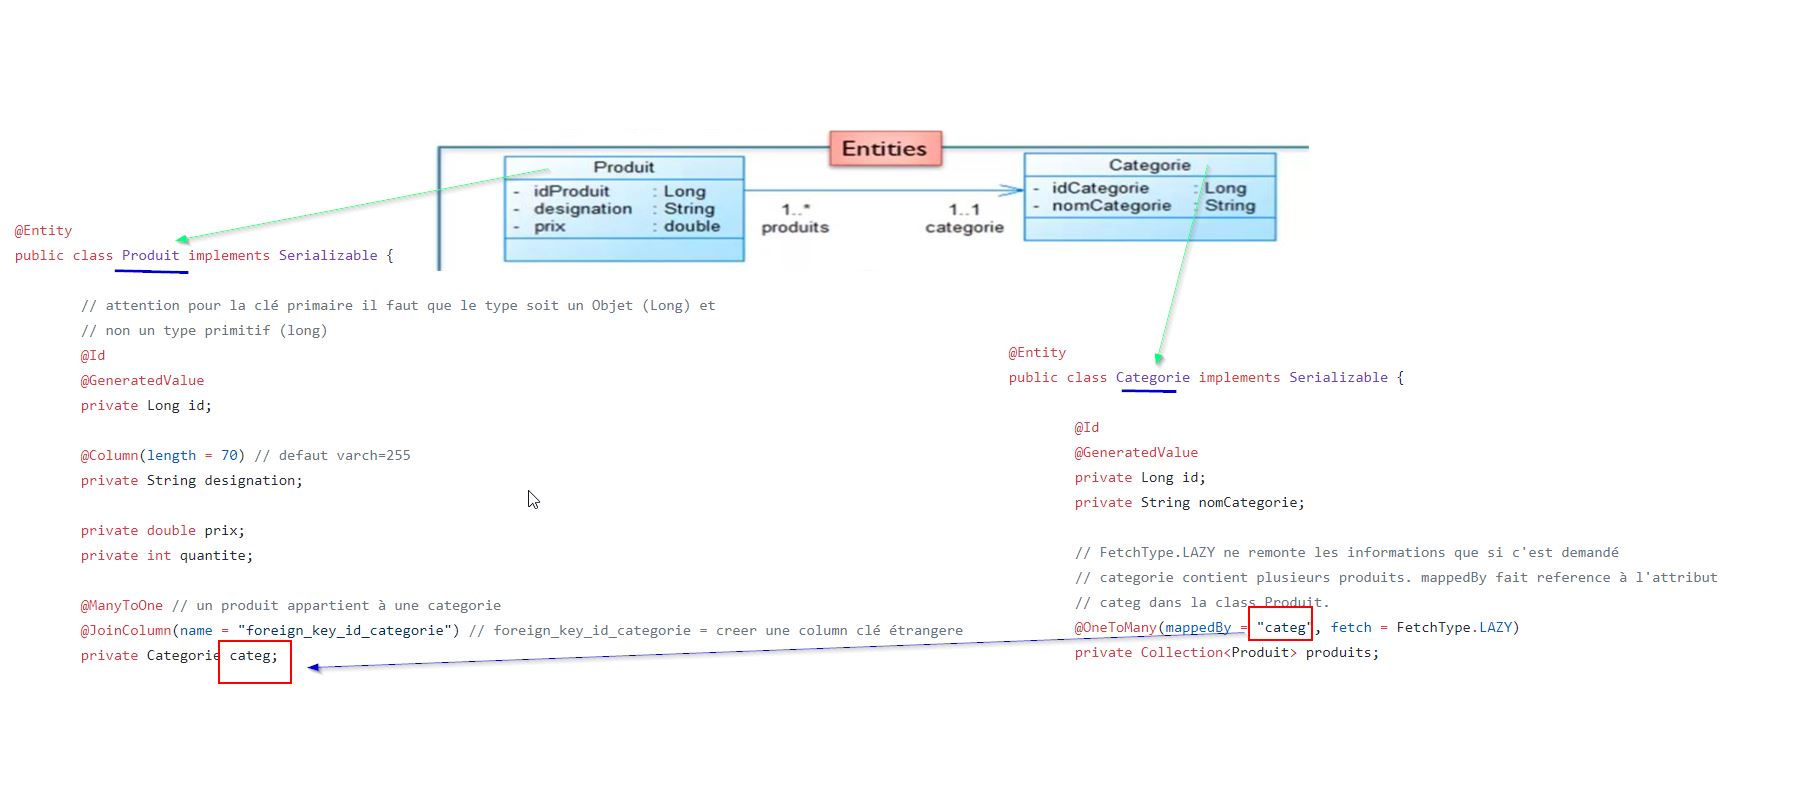 Entities
Produit
- idProduit : Long
- designation : String
- prix : double
1..*
produits
1..1
categorie
Categorie
- idCategorie : Long
- nomCategorie : String
@Entity
public class Produit implements Serializable {
// attention pour la clé primaire il faut que le type soit un Objet (Long) et
// non un type primitif (long)
@Id
@GeneratedValue
private Long id;
@Column(length = 70) // defaut varch=255
private String designation;
private double prix;
private int quantite;
@ManyToOne // un produit appartient à une categorie
@JoinColumn(name = "foreign_key_id_categorie") // foreign_key_id_categorie = creer une column clé étrangere
private Categorie categ;
@Entity
public class Categorie implements Serializable {
@Id
@GeneratedValue
private Long id;
private String nomCategorie;
// FetchType.LAZY ne remonte les informations que si c'est demandé
// categorie contient plusieurs produits. mappedBy fait reference à l'attribut
// categ dans la class Produit.
@OneToMany(mappedBy = "categ", fetch = FetchType.LAZY)
private Collection<Produit> produits;